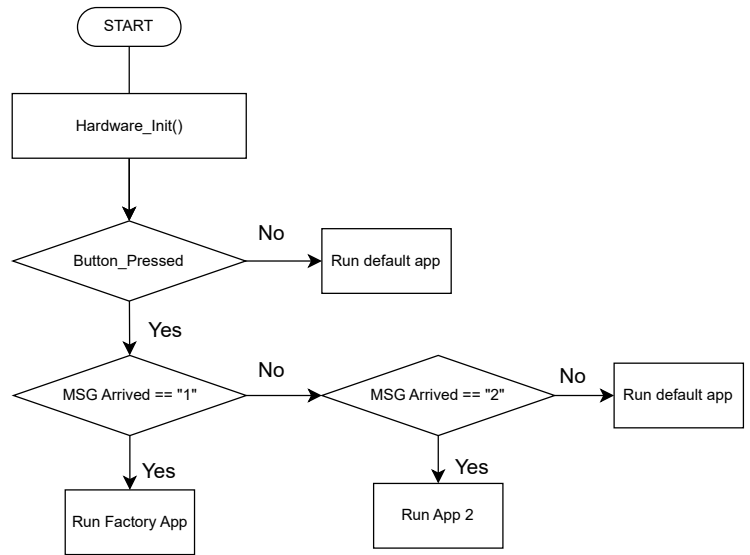 START
Hardware_Init()
Button_Pressed
No
Run default app
Yes
MSG Arrived == "1"
No
MSG Arrived == "2"
No
Run default app
Yes
Run Factory App
Yes
Run App 2